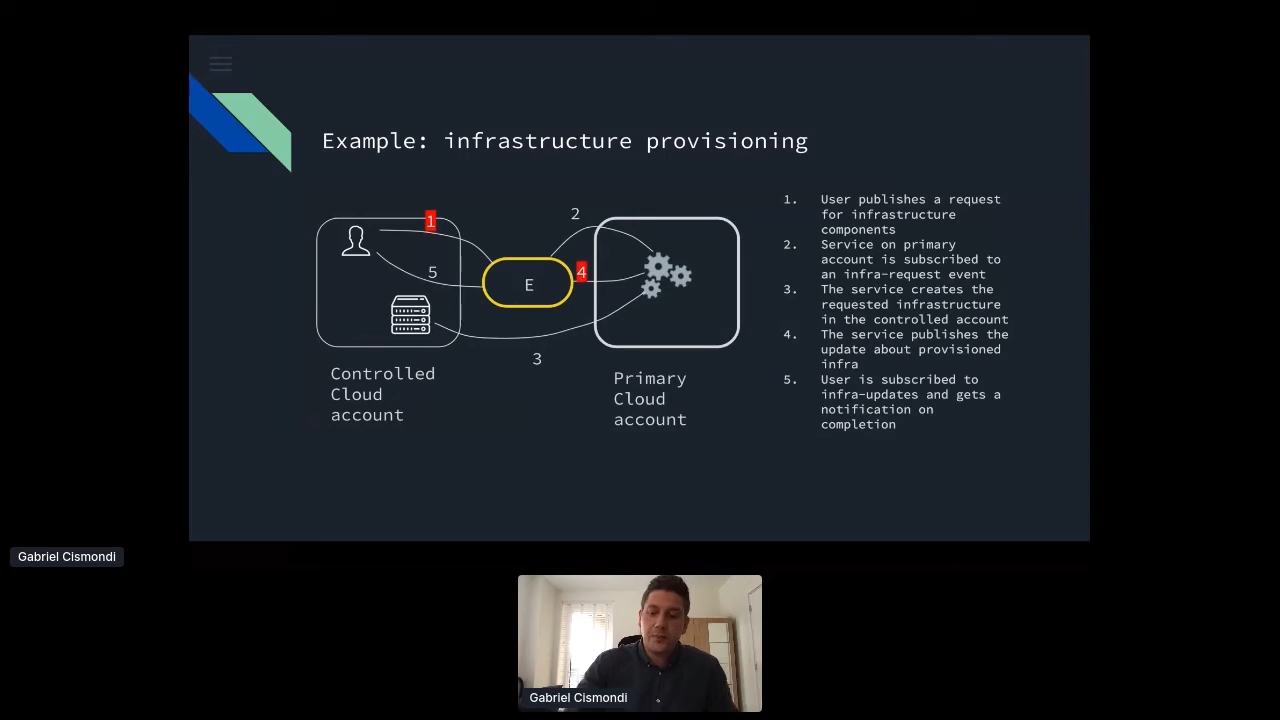 Example: infrastructure provisioning
1
2
5
4
E
3
Controlled
Cloud
account
Primary
Cloud
account
1. User publishes a request
for infrastructure
components
2. Service on primary
account is subscribed to
an infra-request event
3. The service creates the
requested infrastructure
in the controlled account
4. The service publishes the
update about provisioned
infra
5. User is subscribed to
infra-updates and gets a
notification on
completion
Gabriel Cismondi
Gabriel Cismondi